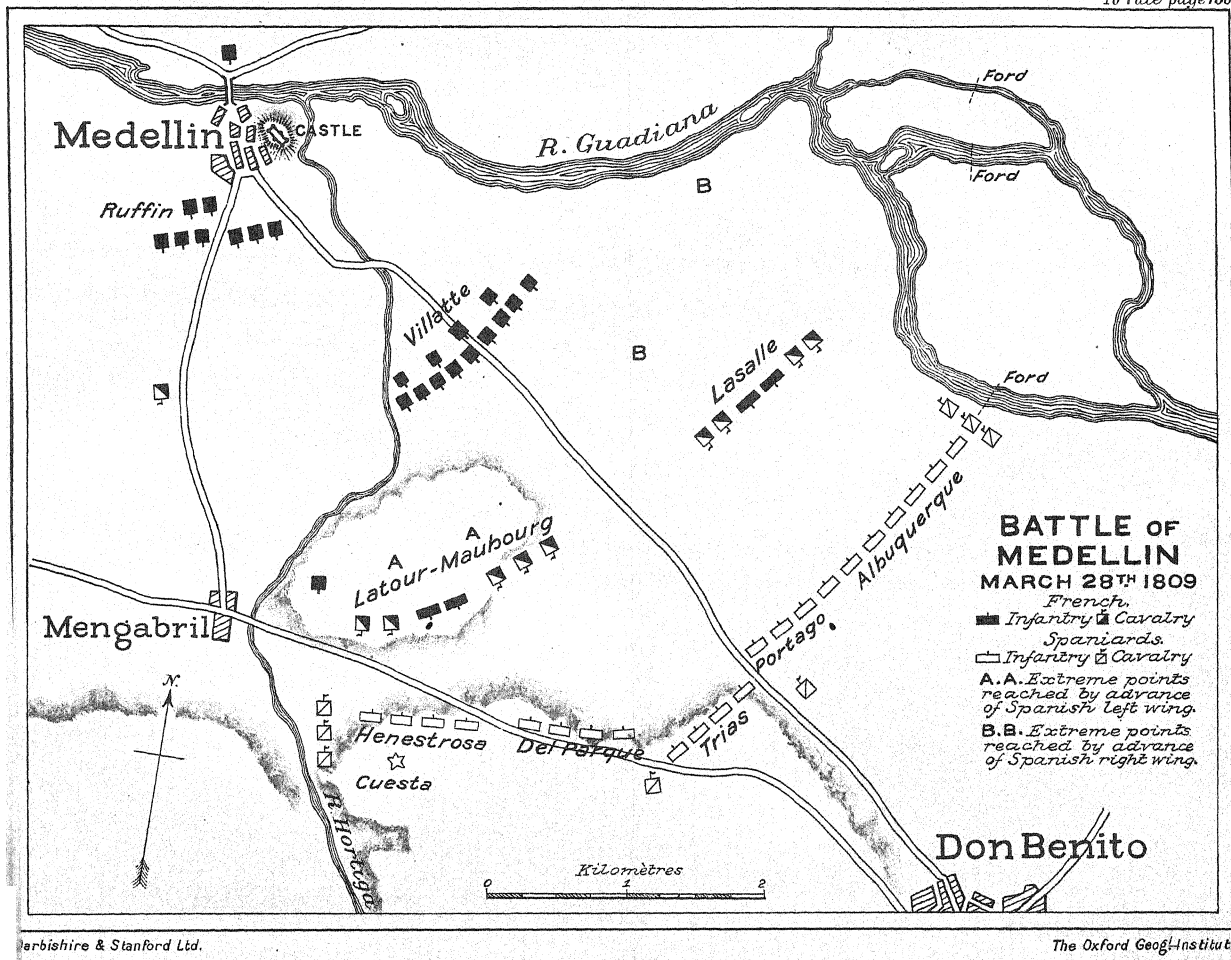 To face page
Ford
Medellin
CASTLE
R. Guadiana
Ford
B
Ruffin
Villatte
B
Lasalle
Ford
A
A
Latour-Maubourg
Albuquerque
BATTLE OF
MEDELLIN
MARCH 28TH 1809
French.
Infantry Cavalry
Spaniards.
Infantry Cavalry
A.A. Extreme points
reached by advance
of Spanish left wing.
B.B. Extreme points
reached by advance
of Spanish right wing.
Mengabril
Portago
N.
Henestrosa
Del Parque
Trias
Cuesta
R. Hortiga
Don Benito
Kilomètres
0 1 2
arbishire & Stanford Ltd.
The Oxford Geogl. Institut